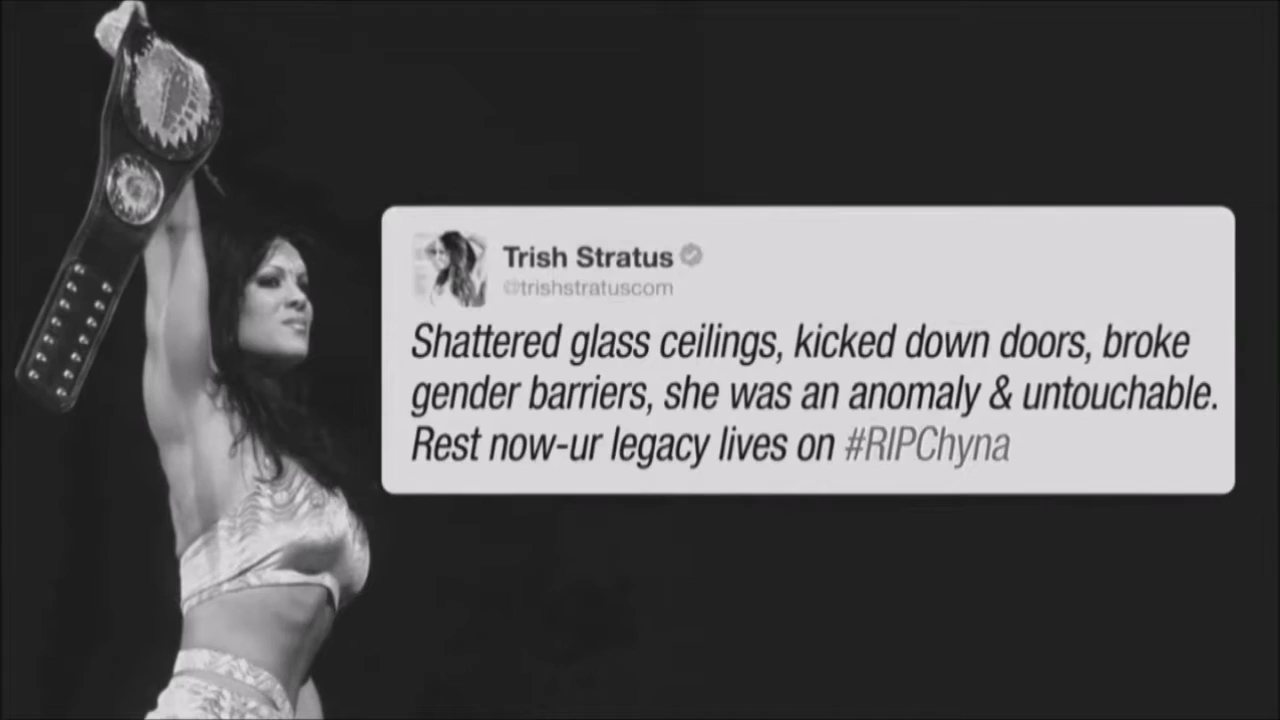 Trish Stratus
@trishstratuscom
Shattered glass ceilings, kicked down doors, broke
gender barriers, she was an anomaly & untouchable.
Rest now-ur legacy lives on #RIPChyna